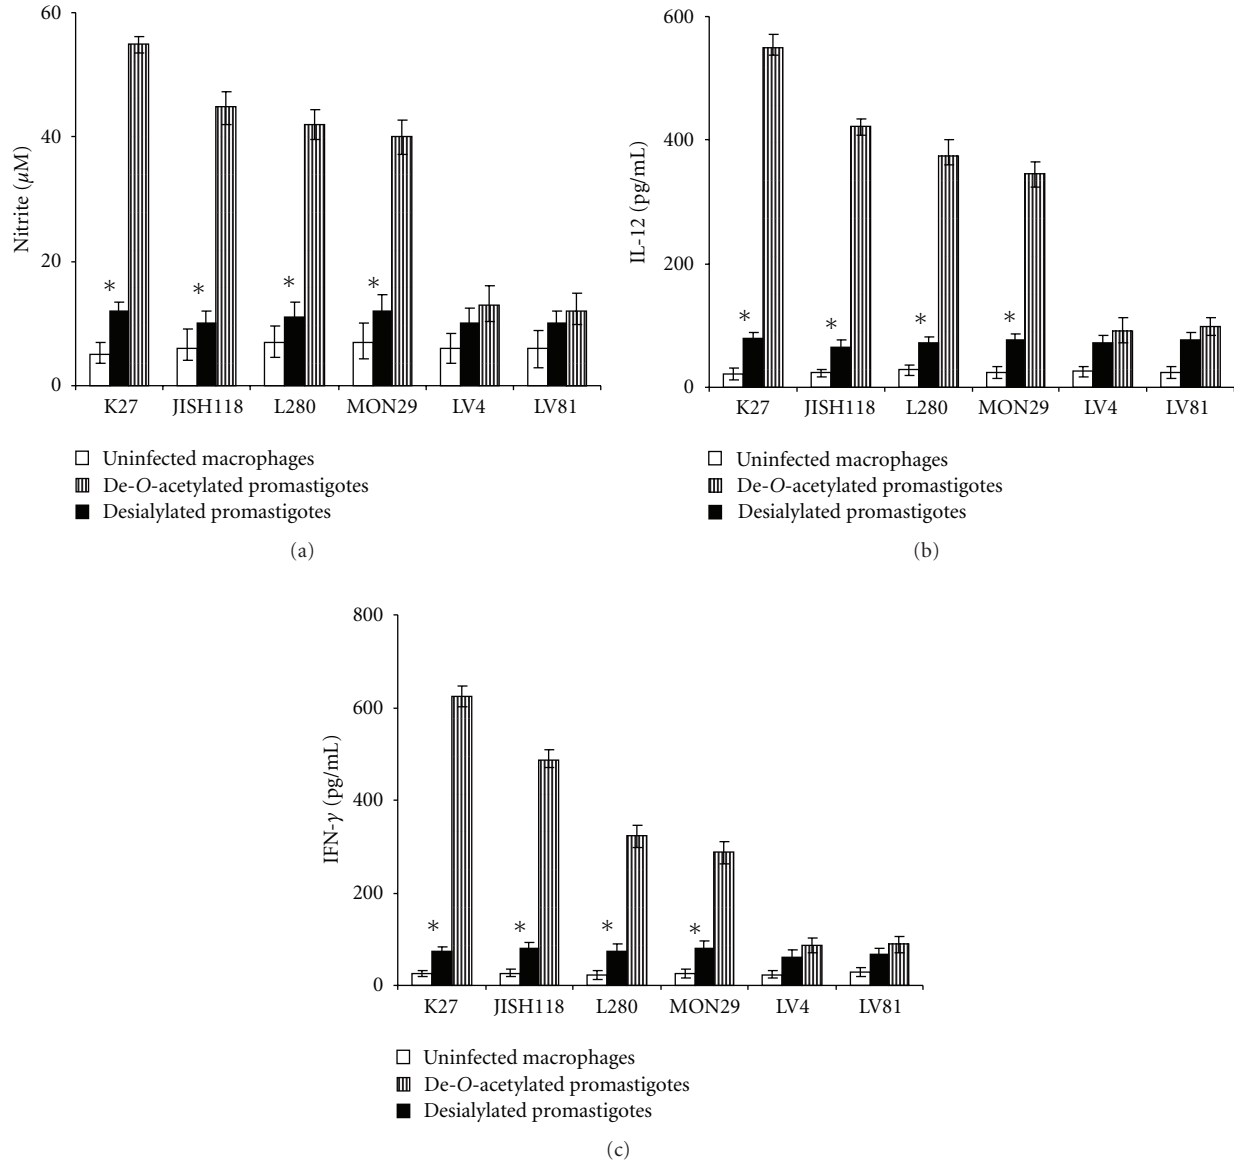 60
40
20
0
Nitrite (μM)
*
*
*
*
K27 JISH118 L280 MON29 LV4 LV81
Uninfected macrophages
De-O-acetylated promastigotes
Desialylated promastigotes
(a)
600
400
200
0
IL-12 (pg/mL)
*
*
*
*
K27 JISH118 L280 MON29 LV4 LV81
Uninfected macrophages
De-O-acetylated promastigotes
Desialylated promastigotes
(b)
800
600
400
200
0
IFN-γ (pg/mL)
*
*
*
*
K27 JISH118 L280 MON29 LV4 LV81
Uninfected macrophages
De-O-acetylated promastigotes
Desialylated promastigotes
(c)